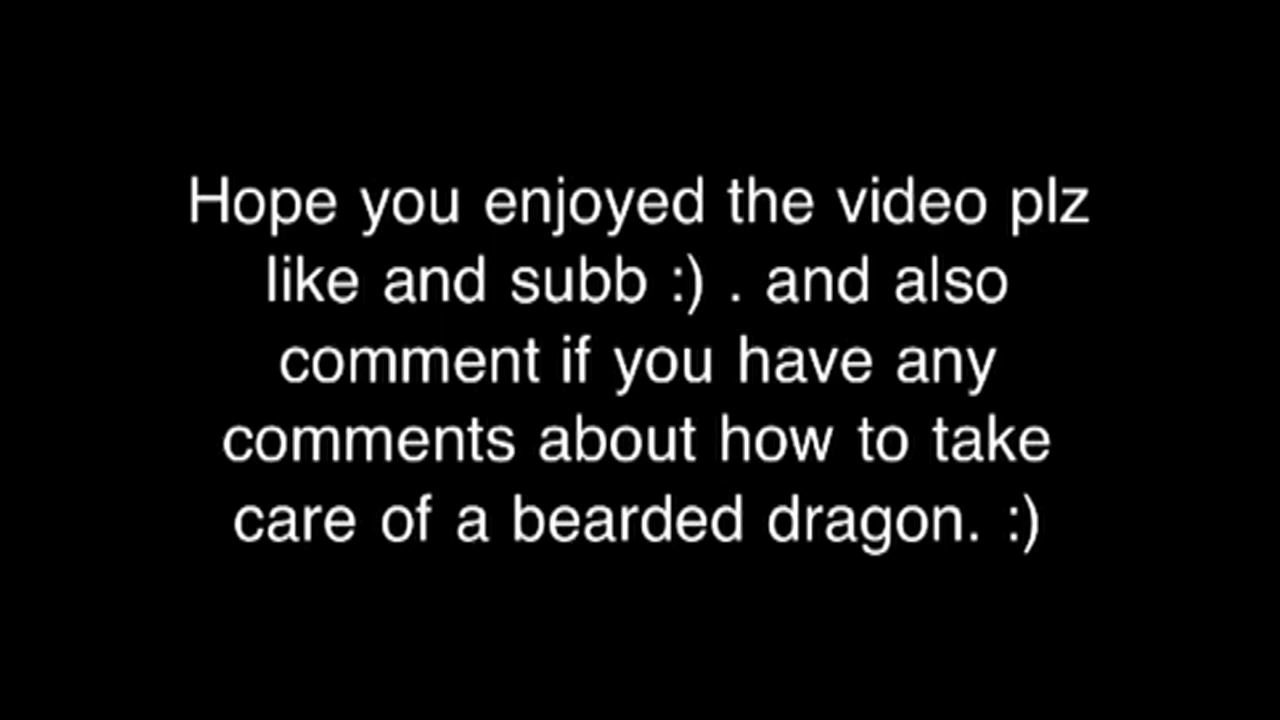 Hope you enjoyed the video plz
like and subb :) . and also
comment if you have any
comments about how to take
care of a bearded dragon. :)